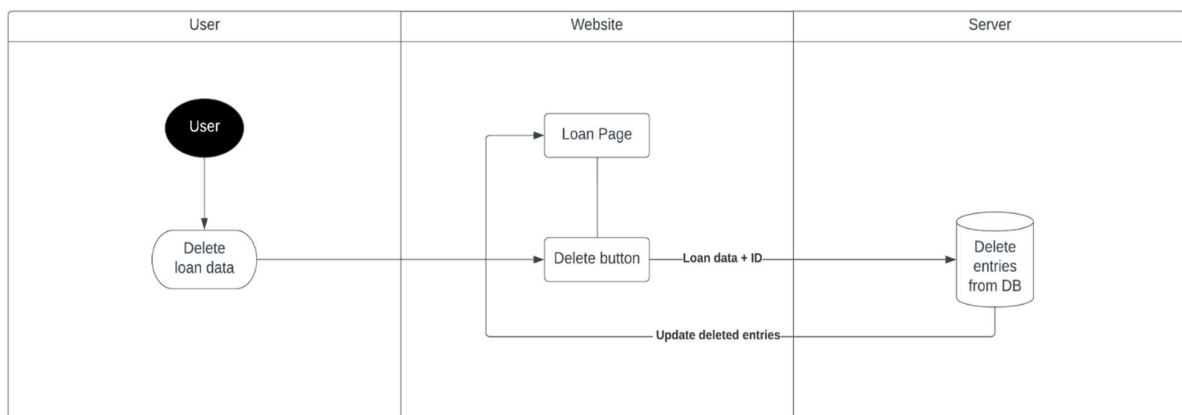 User
Website
Server
User
Loan Page
Delete
loan data
Delete button
Loan data + ID
Delete
entries
from DB
Update deleted entries